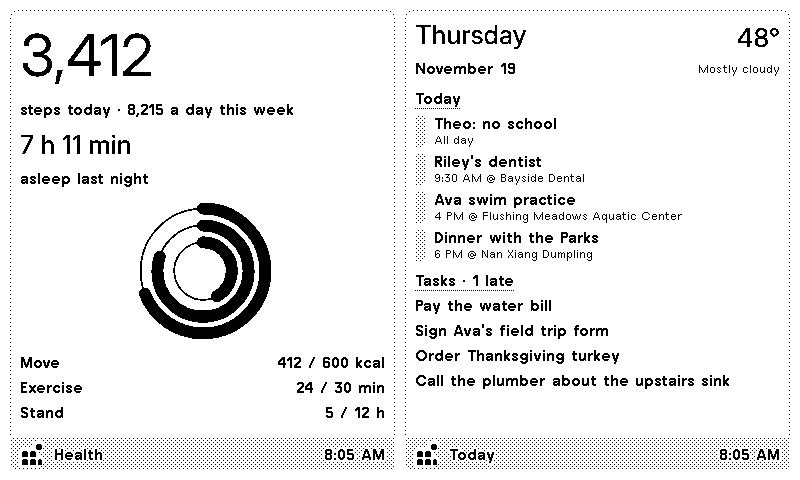 3,412
steps today · 8,215 a day this week
7 h 11 min
asleep last night
Move 412 / 600 kcal
Exercise 24 / 30 min
Stand 5 / 12 h
Health 8:05 AM
Thursday 48°
November 19 Mostly cloudy
Today
Theo: no school
All day
Riley's dentist
9:30 AM @ Bayside Dental
Ava swim practice
4 PM @ Flushing Meadows Aquatic Center
Dinner with the Parks
6 PM @ Nan Xiang Dumpling
Tasks · 1 late
Pay the water bill
Sign Ava's field trip form
Order Thanksgiving turkey
Call the plumber about the upstairs sink
Today 8:05 AM